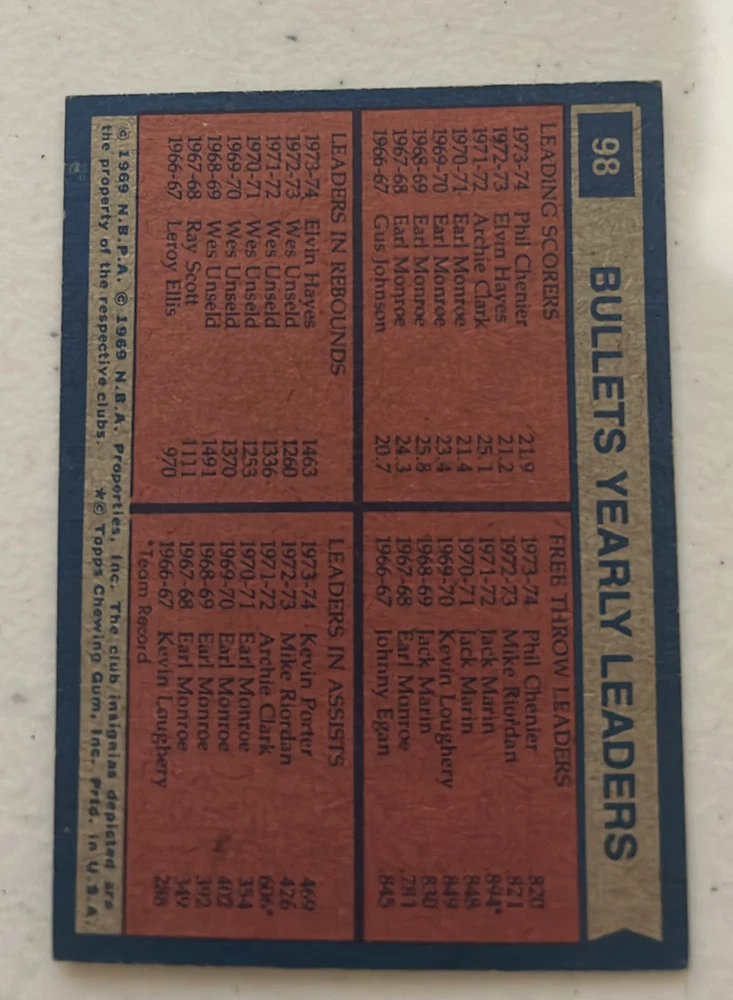 98
BULLETS YEARLY LEADERS
LEADING SCORERS
1973-74 Phil Chenier 21.9
1972-73 Elvin Hayes 21.2
1971-72 Archie Clark 25.1
1970-71 Earl Monroe 21.4
1969-70 Earl Monroe 23.4
1968-69 Earl Monroe 25.8
1967-68 Earl Monroe 24.3
1966-67 Gus Johnson 20.7
FREE THROW LEADERS
1973-74 Phil Chenier .820
1972-73 Mike Riordan .821
1971-72 Jack Marin .894*
1970-71 Jack Marin .848
1969-70 Kevin Loughery .849
1968-69 Jack Marin .830
1967-68 Earl Monroe .781
1966-67 Johnny Egan .845
LEADERS IN REBOUNDS
1973-74 Elvin Hayes 1463
1972-73 Wes Unseld 1260
1971-72 Wes Unseld 1336
1970-71 Wes Unseld 1253
1969-70 Wes Unseld 1370
1968-69 Wes Unseld 1491
1967-68 Ray Scott 1111
1966-67 Leroy Ellis 970
LEADERS IN ASSISTS
1973-74 Kevin Porter 469
1972-73 Mike Riordan 426
1971-72 Archie Clark 606*
1970-71 Earl Monroe 354
1969-70 Earl Monroe 402
1968-69 Earl Monroe 392
1967-68 Earl Monroe 349
1966-67 Kevin Loughery 288
*Team Record
© 1969 N.B.P.A. © 1969 N.B.A. Properties, Inc. The club insignias depicted are
the property of the respective clubs. *© Topps Chewing Gum, Inc. Prtd. in U.S.A.